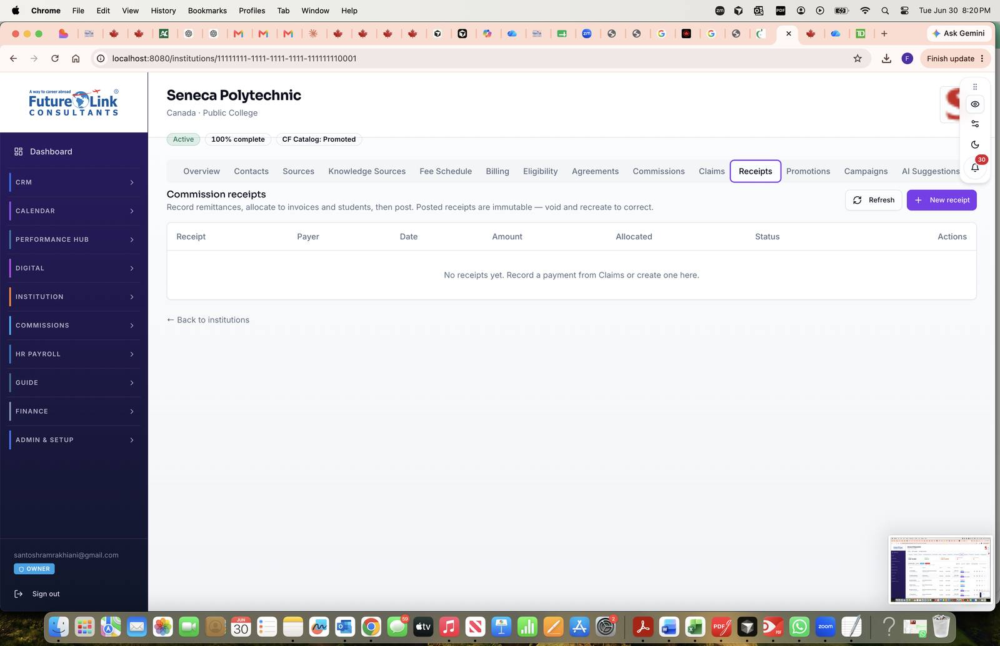 Chrome File Edit View History Bookmarks Profiles Tab Window Help
Tue Jun 30 8:20 PM
Ask Gemini
localhost:8080/institutions/11111111-1111-1111-1111-111111110001
Finish update
A way to career abroad
Future Link
CONSULTANTS
Seneca Polytechnic
Canada · Public College
Active 100% complete CF Catalog: Promoted
Dashboard
CRM
CALENDAR
PERFORMANCE HUB
DIGITAL
INSTITUTION
COMMISSIONS
HR PAYROLL
GUIDE
FINANCE
ADMIN & SETUP
santoshramrakhiani@gmail.com
OWNER
Sign out
30
Overview Contacts Sources Knowledge Sources Fee Schedule Billing Eligibility Agreements Commissions Claims Receipts Promotions Campaigns AI Suggestions
Commission receipts
Record remittances, allocate to invoices and students, then post. Posted receipts are immutable — void and recreate to correct.
Refresh
+ New receipt
Receipt Payer Date Amount Allocated Status Actions
No receipts yet. Record a payment from Claims or create one here.
← Back to institutions
JUN
30
59
tv
2
PDF
zoom